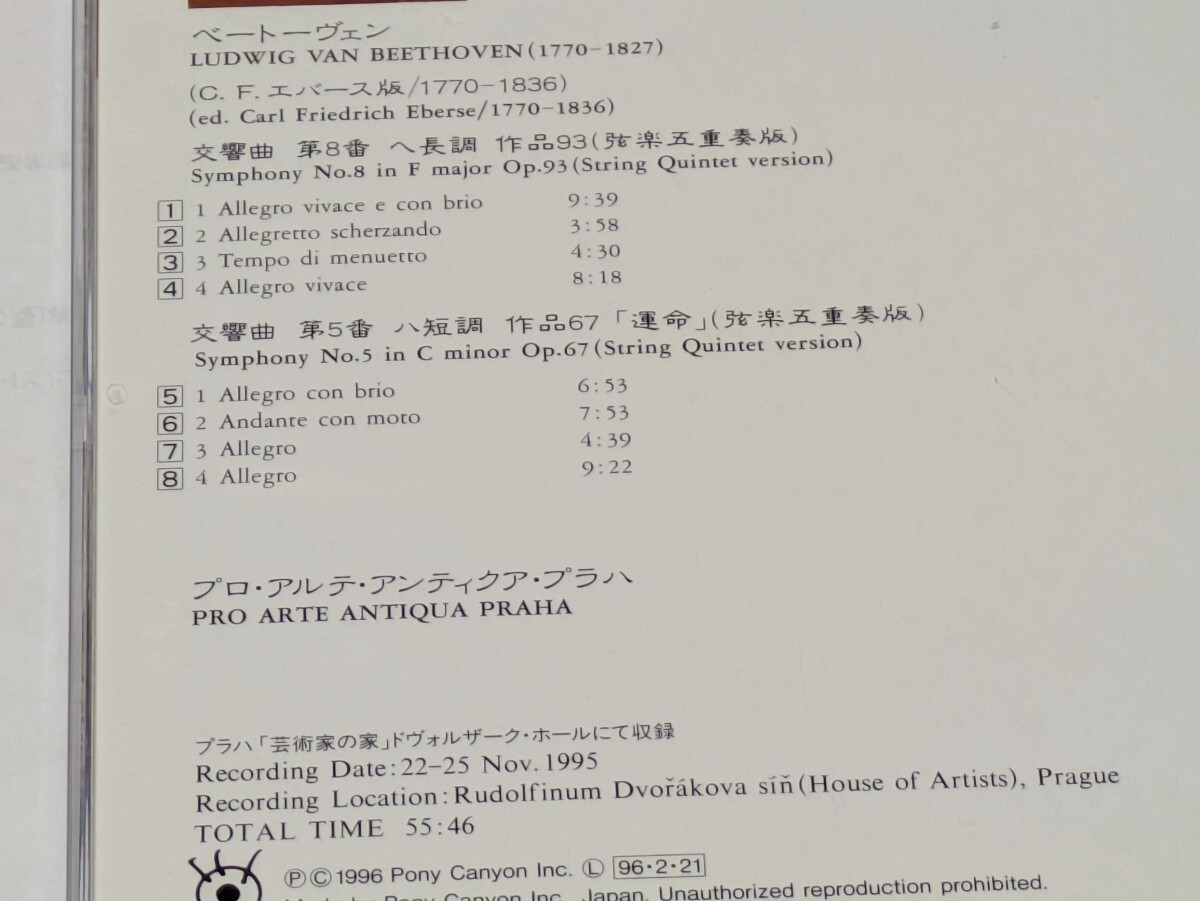 ベートーヴェン
LUDWIG VAN BEETHOVEN(1770–1827)
(C. F. エバース版/1770–1836)
(ed. Carl Friedrich Eberse/1770–1836)
交響曲 第8番 ヘ長調 作品93(弦楽五重奏版)
Symphony No.8 in F major Op.93(String Quintet version)
1 1 Allegro vivace e con brio 9:39
2 2 Allegretto scherzando 3:58
3 3 Tempo di menuetto 4:30
4 4 Allegro vivace 8:18
交響曲 第5番 ハ短調 作品67「運命」(弦楽五重奏版)
Symphony No.5 in C minor Op.67(String Quintet version)
5 1 Allegro con brio 6:53
6 2 Andante con moto 7:53
7 3 Allegro 4:39
8 4 Allegro 9:22
プロ・アルテ・アンティクア・プラハ
PRO ARTE ANTIQUA PRAHA
プラハ「芸術家の家」ドヴォルザーク・ホールにて収録
Recording Date:22–25 Nov. 1995
Recording Location:Rudolfinum Dvořákova síň(House of Artists), Prague
TOTAL TIME 55:46
ⓅⒸ1996 Pony Canyon Inc. Ⓛ 96・2・21
Made by Pony Canyon Inc., Japan. Unauthorized reproduction prohibited.